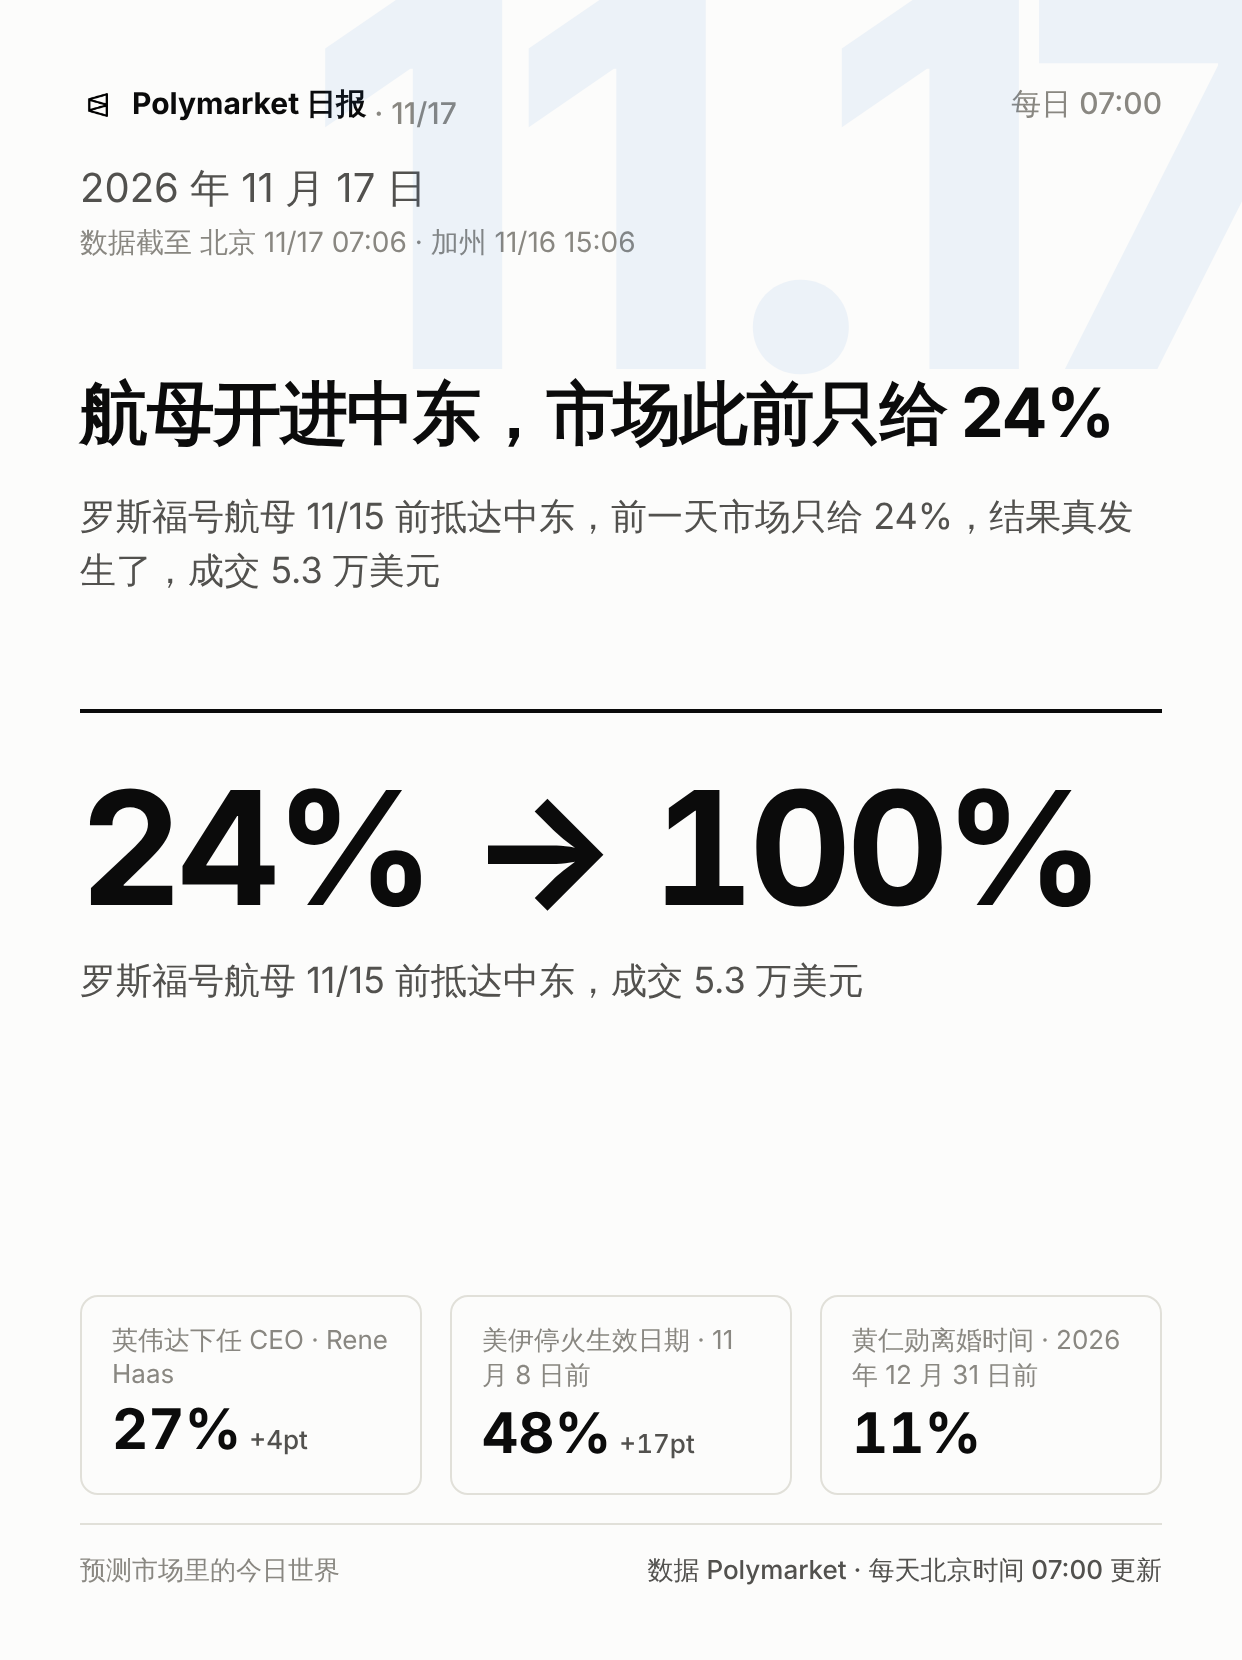 11.17
Polymarket 日报 · 11/17
每日 07:00
2026 年 11 月 17 日
数据截至 北京 11/17 07:06 · 加州 11/16 15:06
航母开进中东，市场此前只给 24%
罗斯福号航母 11/15 前抵达中东，前一天市场只给 24%，结果真发
生了，成交 5.3 万美元
24% → 100%
罗斯福号航母 11/15 前抵达中东，成交 5.3 万美元
英伟达下任 CEO · Rene
Haas
27% +4pt
美伊停火生效日期 · 11
月 8 日前
48% +17pt
黄仁勋离婚时间 · 2026
年 12 月 31 日前
11%
预测市场里的今日世界
数据 Polymarket · 每天北京时间 07:00 更新